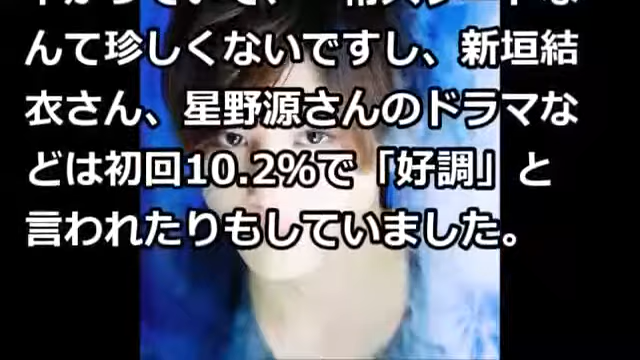 んて珍しくないですし、新垣結
衣さん、星野源さんのドラマな
どは初回10.2%で「好調」と
言われたりもしていました。